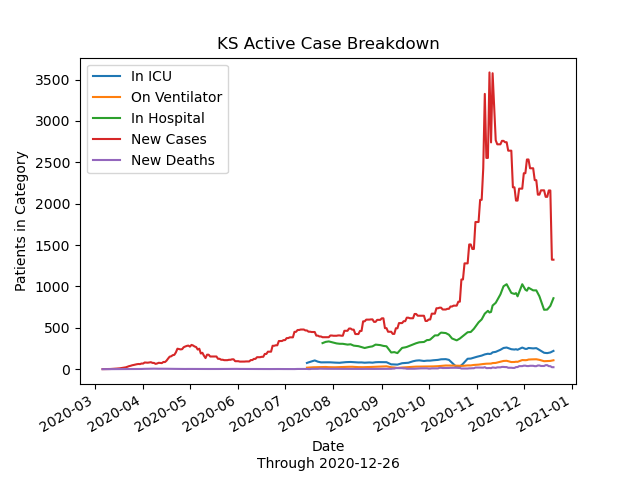 KS Active Case Breakdown
In ICU
On Ventilator
In Hospital
New Cases
New Deaths
Patients in Category
3500
3000
2500
2000
1500
1000
500
0
2020-03
2020-04
2020-05
2020-06
2020-07
2020-08
2020-09
2020-10
2020-11
2020-12
2021-01
Date
Through 2020-12-26